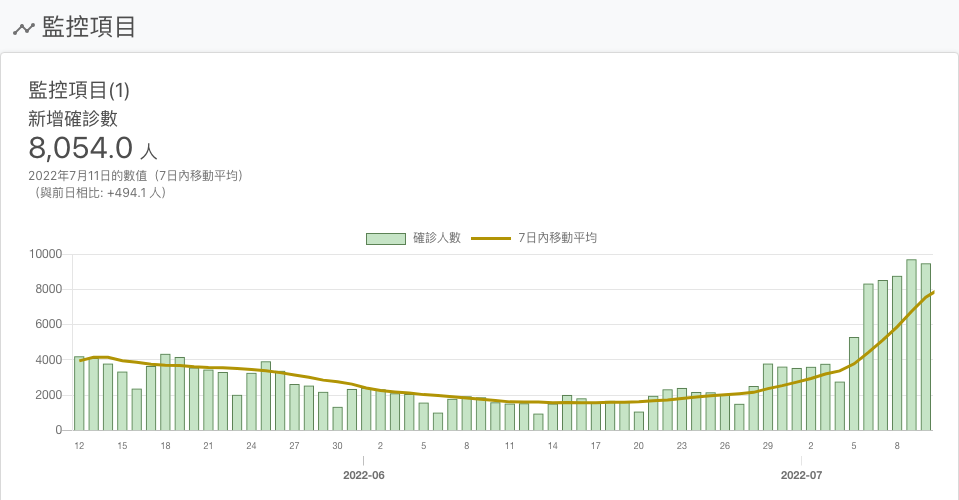 監控項目
監控項目(1)
新增確診數
8,054.0 人
2022年7月11日的數值（7日內移動平均）
（與前日相比: +494.1 人）
確診人數 7日內移動平均
10000
8000
6000
4000
2000
0
12 15 18 21 24 27 30 2 5 8 11 14 17 20 23 26 29 2 5 8
2022-06 2022-07